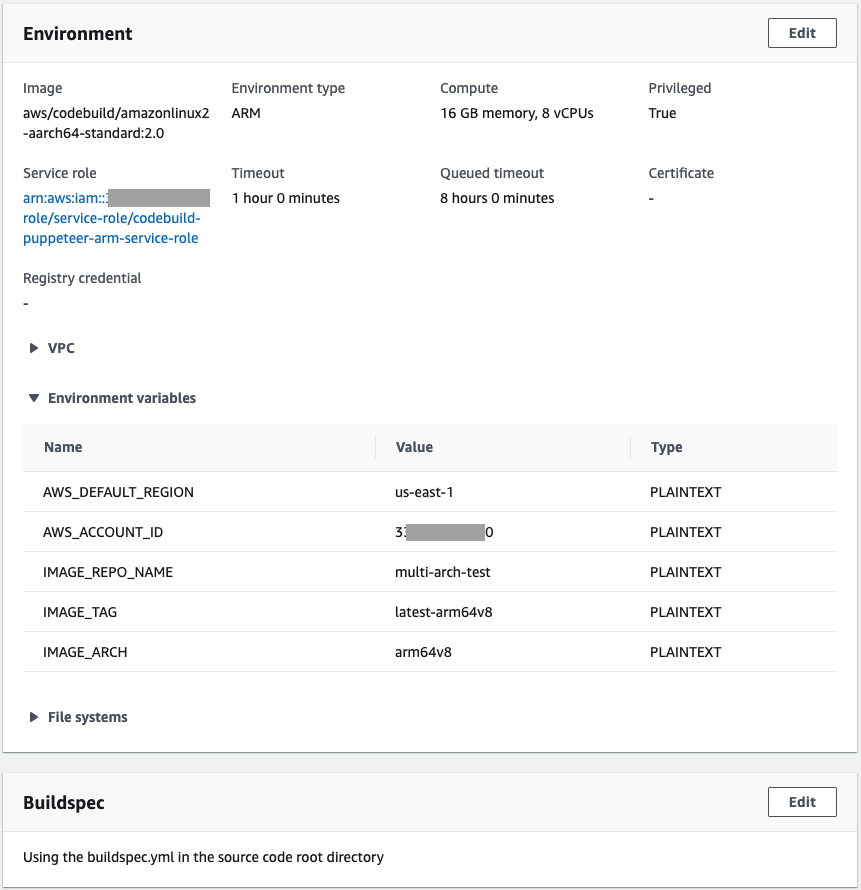 Environment
Edit
Image
Environment type
Compute
Privileged
aws/codebuild/amazonlinux2
-aarch64-standard:2.0
ARM
16 GB memory, 8 vCPUs
True
Service role
Timeout
Queued timeout
Certificate
arn:aws:iam::
role/service-role/codebuild-
puppeteer-arm-service-role
1 hour 0 minutes
8 hours 0 minutes
-
Registry credential
-
VPC
Environment variables
Name Value Type
AWS_DEFAULT_REGION us-east-1 PLAINTEXT
AWS_ACCOUNT_ID 3 0 PLAINTEXT
IMAGE_REPO_NAME multi-arch-test PLAINTEXT
IMAGE_TAG latest-arm64v8 PLAINTEXT
IMAGE_ARCH arm64v8 PLAINTEXT
File systems
Buildspec
Edit
Using the buildspec.yml in the source code root directory